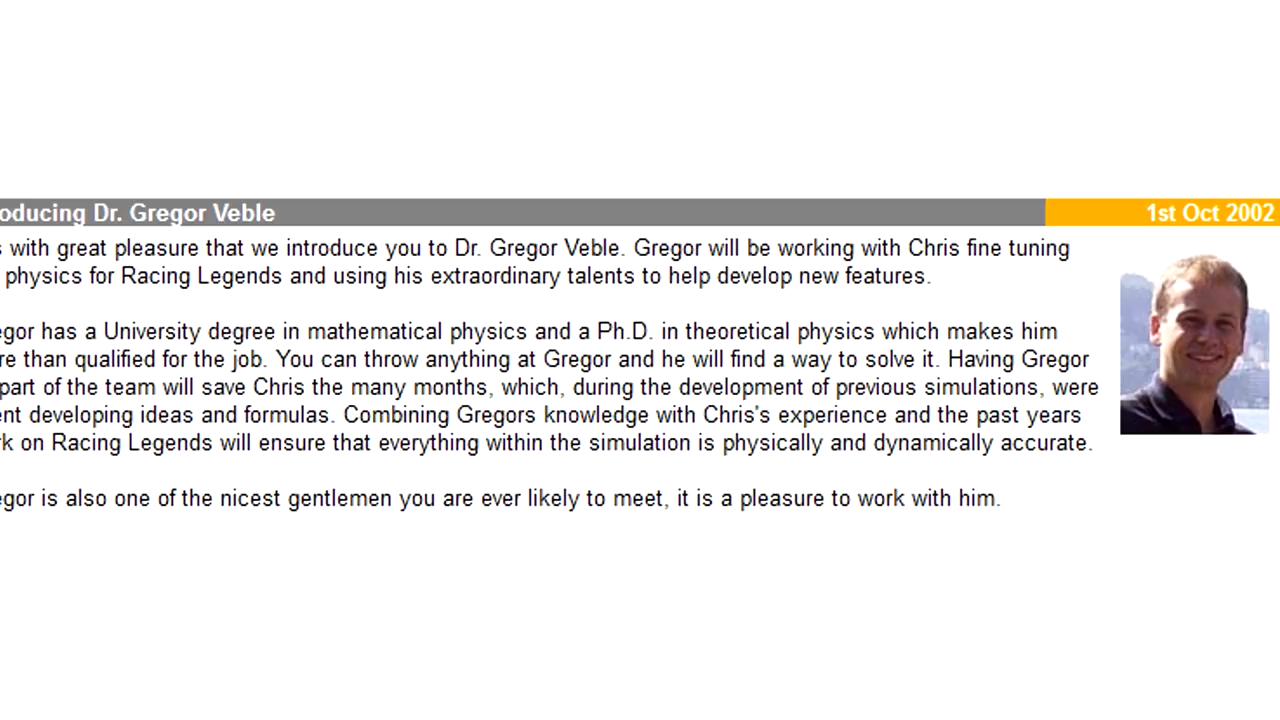 oducing Dr. Gregor Veble 1st Oct 2002
s with great pleasure that we introduce you to Dr. Gregor Veble. Gregor will be working with Chris fine tuning
physics for Racing Legends and using his extraordinary talents to help develop new features.
egor has a University degree in mathematical physics and a Ph.D. in theoretical physics which makes him
re than qualified for the job. You can throw anything at Gregor and he will find a way to solve it. Having Gregor
part of the team will save Chris the many months, which, during the development of previous simulations, were
ent developing ideas and formulas. Combining Gregors knowledge with Chris's experience and the past years
rk on Racing Legends will ensure that everything within the simulation is physically and dynamically accurate.
egor is also one of the nicest gentlemen you are ever likely to meet, it is a pleasure to work with him.